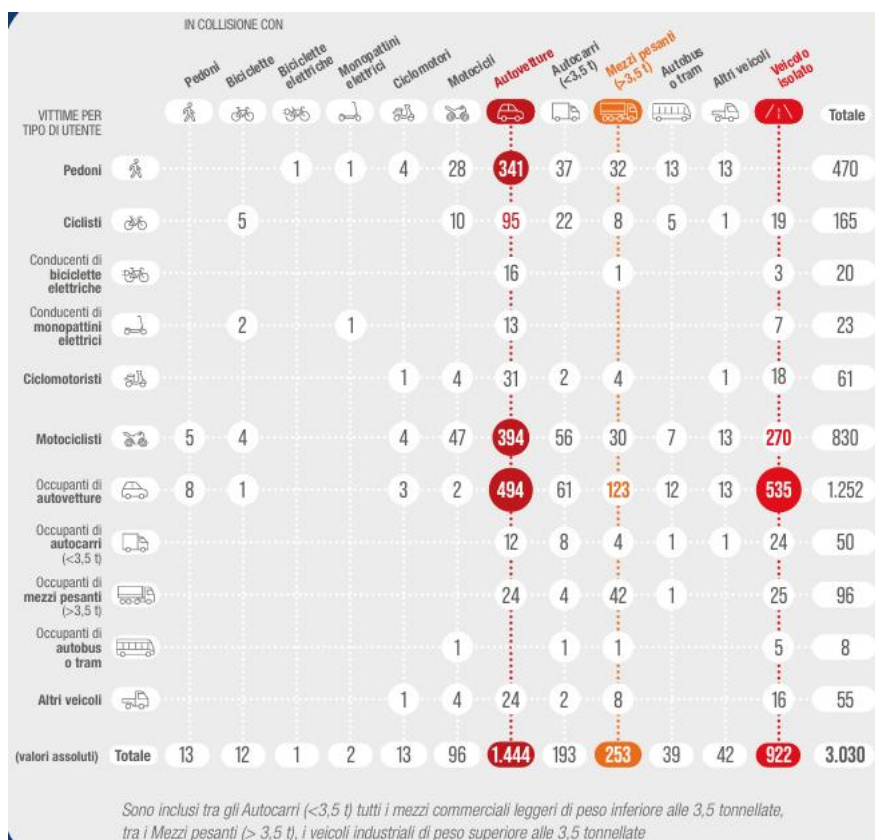 IN COLLISIONE CON
Pedoni Biciclette Biciclette elettriche Monopattini elettrici Ciclomotori Motocicli Autovetture Autocarri (<3,5 t) Mezzi pesanti (>3,5 t) Autobus o tram Altri veicoli Veicolo isolato
VITTIME PER
TIPO DI UTENTE
Totale
Pedoni 1 1 4 28 341 37 32 13 13 470
Ciclisti 5 10 95 22 8 5 1 19 165
Conducenti di
biciclette
elettriche
16 1 3 20
Conducenti di
monopattini
elettrici
2 1 13 7 23
Ciclomotoristi 1 4 31 2 4 1 18 61
Motociclisti 5 4 4 47 394 56 30 7 13 270 830
Occupanti di
autovetture
8 1 3 2 494 61 123 12 13 535 1.252
Occupanti di
autocarri
(<3,5 t)
12 8 4 1 1 24 50
Occupanti di
mezzi pesanti
(>3,5 t)
24 4 42 1 25 96
Occupanti di
autobus
o tram
1 1 1 5 8
Altri veicoli 1 4 24 2 8 16 55
(valori assoluti) Totale 13 12 1 2 13 96 1.444 193 253 39 42 922 3.030
Sono inclusi tra gli Autocarri (<3,5 t) tutti i mezzi commerciali leggeri di peso inferiore alle 3,5 tonnellate,
tra i Mezzi pesanti (> 3,5 t), i veicoli industriali di peso superiore alle 3,5 tonnellate